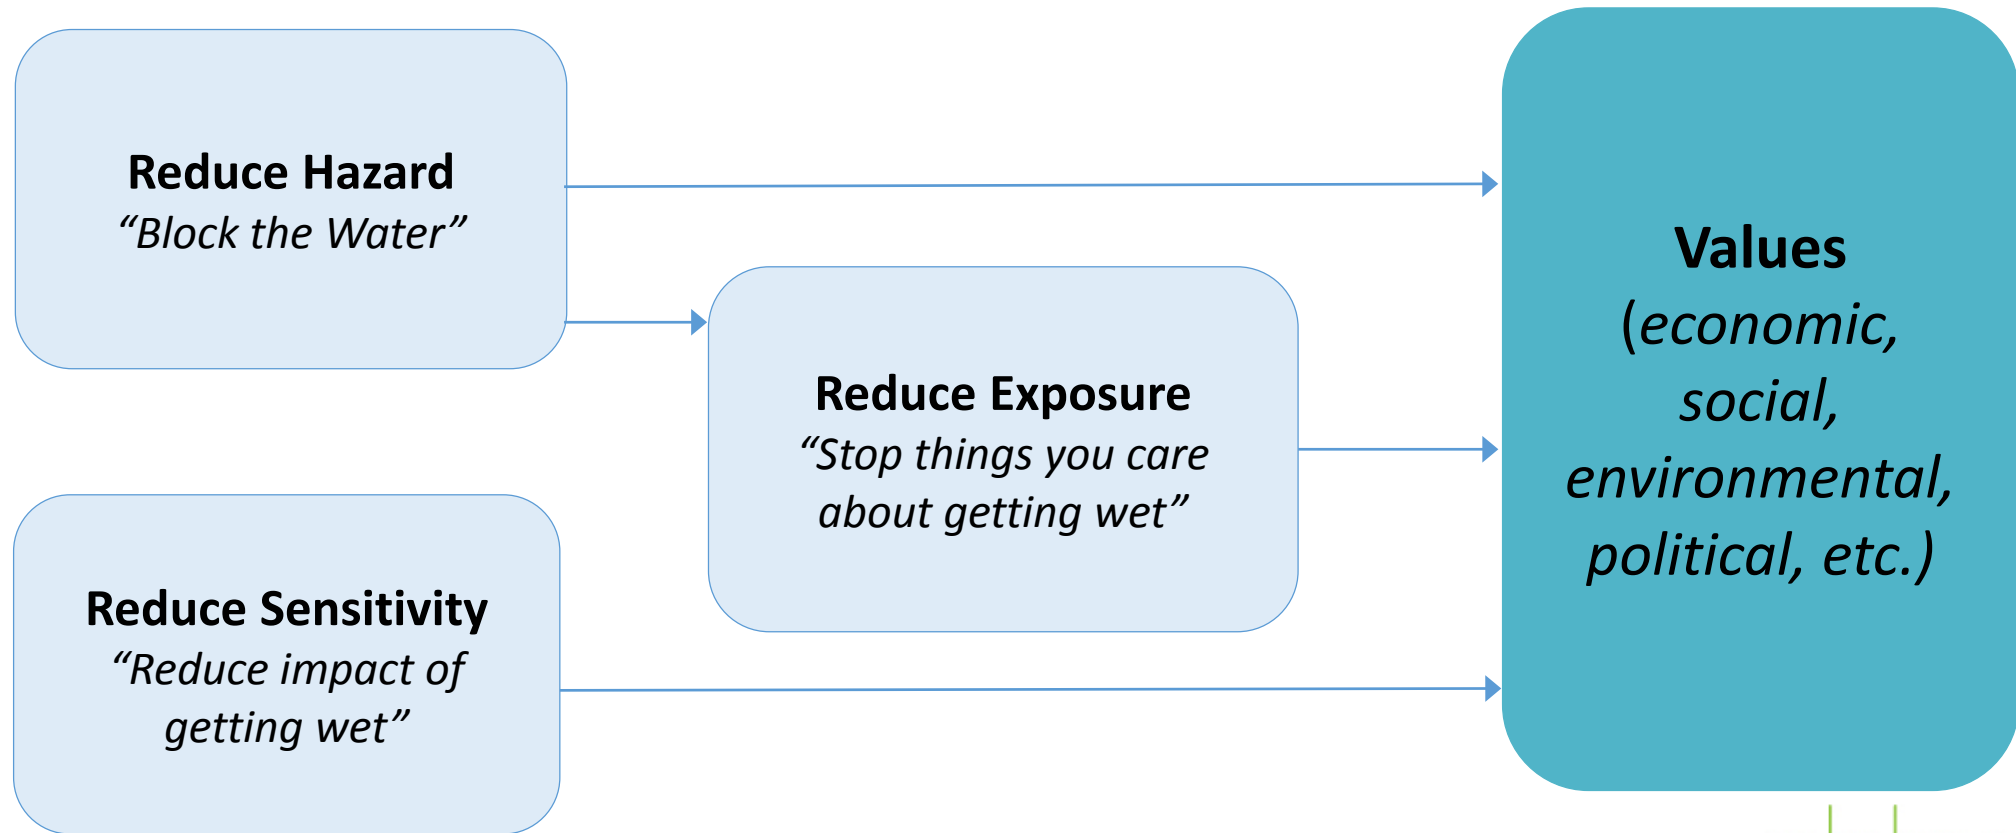 Reduce Hazard
“Block the Water”
Reduce Exposure
“Stop things you care
about getting wet”
Reduce Sensitivity
“Reduce impact of
getting wet”
Values
(economic,
social,
environmental,
political, etc.)